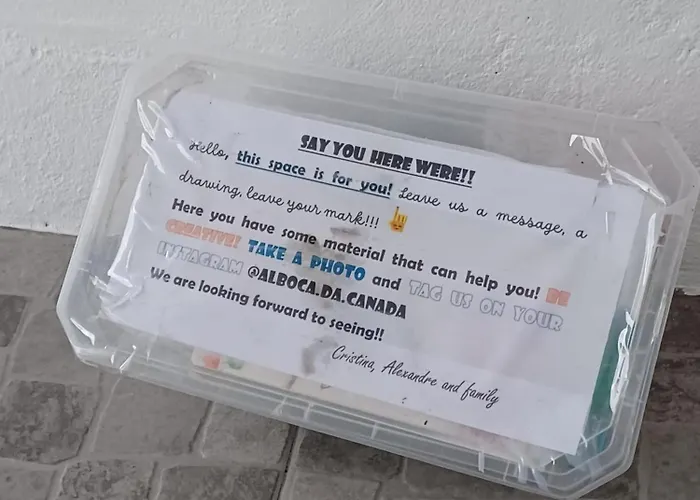 SAY YOU HERE WERE!!
Hello, this space is for you! Leave us a message, a
drawing, leave your mark!!! 🤘
Here you have some material that can help you! BE
CREATIVE! TAKE A PHOTO and TAG US ON YOUR
INSTAGRAM @ALBOCA.DA.CANADA
We are looking forward to seeing!!
Cristina, Alexandre and family